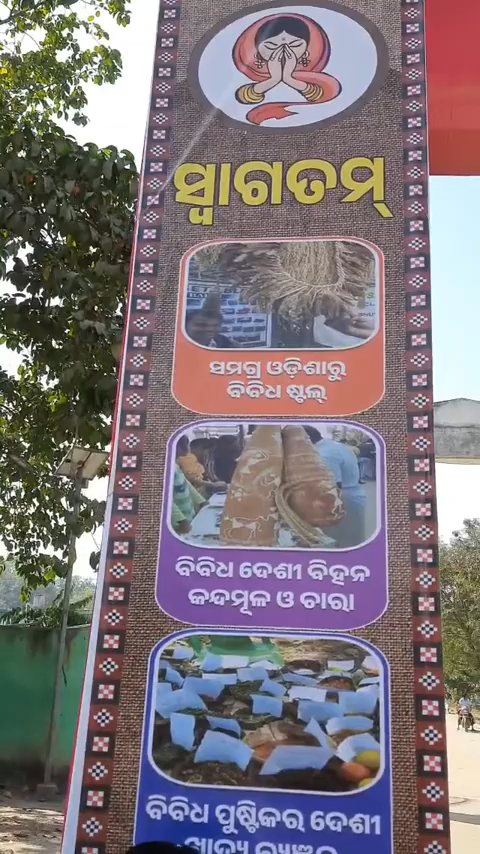 ସ୍ୱାଗତମ୍
ସମଗ୍ର ଓଡ଼ିଶାରୁ
ବିବିଧ ଷ୍ଟଲ୍
ବିବିଧ ଦେଶୀ ବିହନ
କନ୍ଦମୂଳ ଓ ଚାରା
ବିବିଧ ପୁଷ୍ଟିକର ଦେଶୀ
ଖାଦ୍ୟ